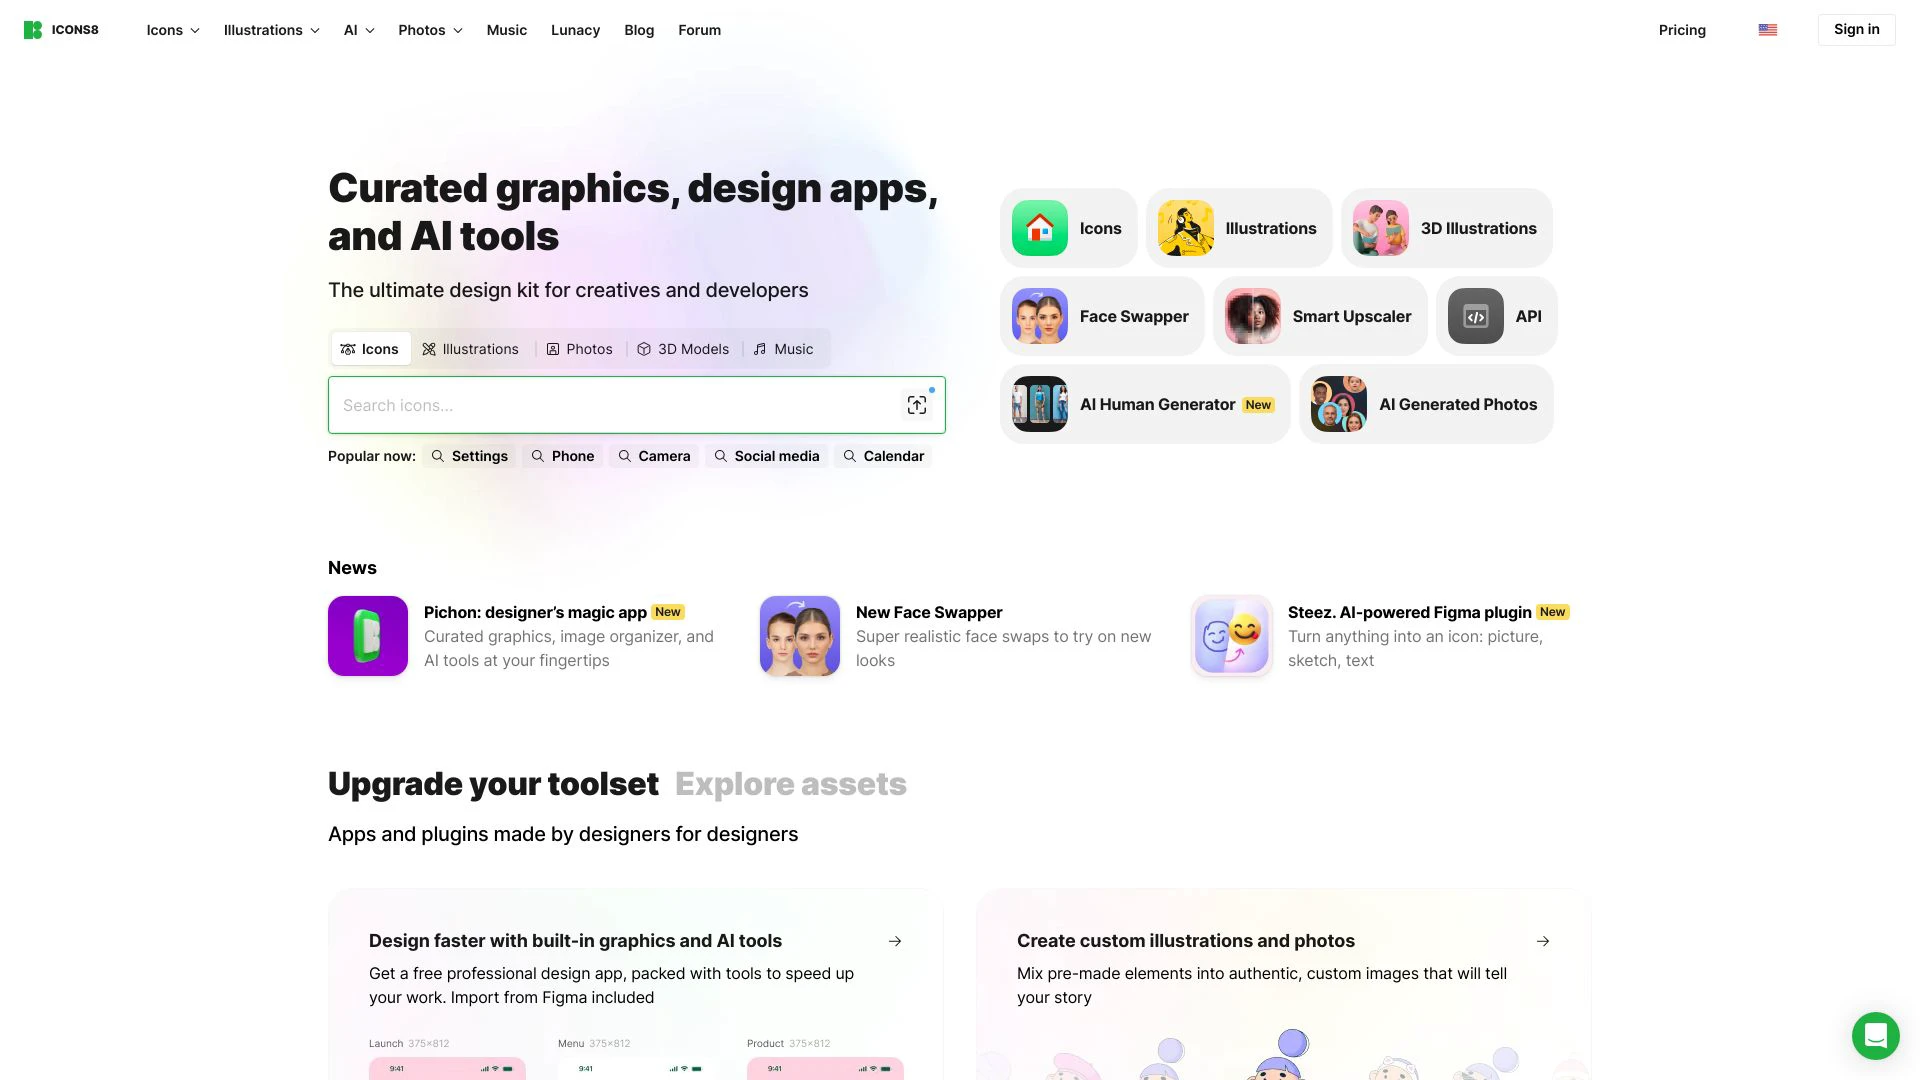 ICONS8
Icons
Illustrations
AI
Photos
Music
Lunacy
Blog
Forum
Pricing
Sign in
Curated graphics, design apps,
and AI tools
The ultimate design kit for creatives and developers
Icons
Illustrations
Photos
3D Models
Music
Search icons...
Popular now:
Settings
Phone
Camera
Social media
Calendar
Icons
Illustrations
3D Illustrations
Face Swapper
Smart Upscaler
API
AI Human Generator New
AI Generated Photos
News
Pichon: designer’s magic app New
Curated graphics, image organizer, and
AI tools at your fingertips
New Face Swapper
Super realistic face swaps to try on new
looks
Steez. AI-powered Figma plugin New
Turn anything into an icon: picture,
sketch, text
Upgrade your toolset
Explore assets
Apps and plugins made by designers for designers
Design faster with built-in graphics and AI tools
Get a free professional design app, packed with tools to speed up
your work. Import from Figma included
Launch 375×812
Menu 375×812
Product 375×812
9:41
9:41
9:41
Create custom illustrations and photos
Mix pre-made elements into authentic, custom images that will tell
your story